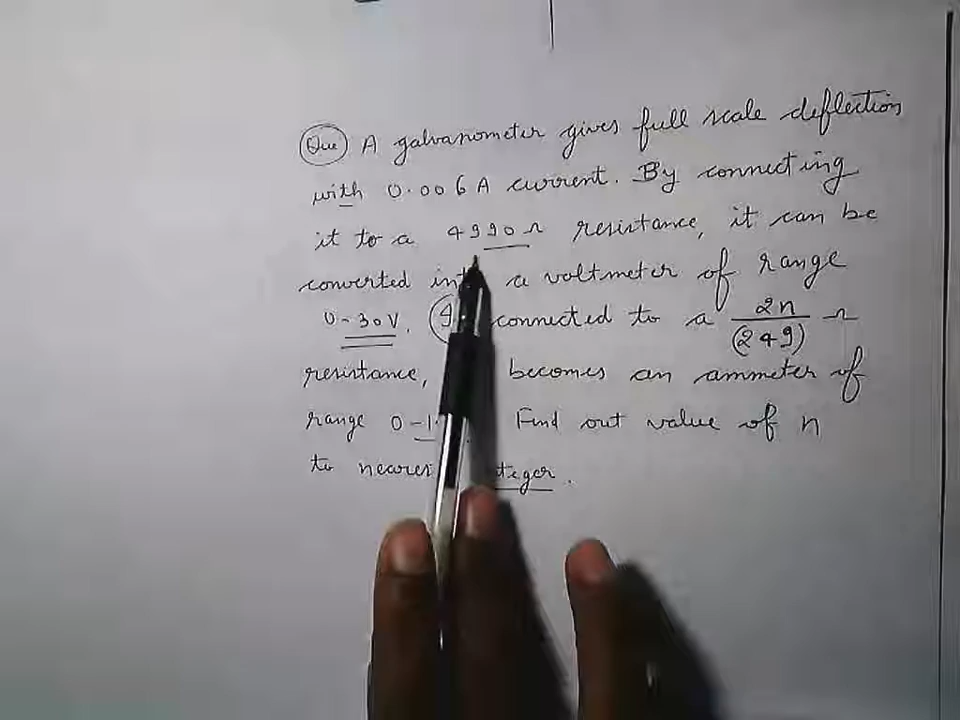 Que A galvanometer gives full scale deflection
with 0.006 A current. By connecting
it to a 4990 Ω resistance, it can be
converted a voltmeter of range
0-30V. connected to a 2n/(249) Ω
resistance, becomes an ammeter of
range 0-1 Find out value of n
to